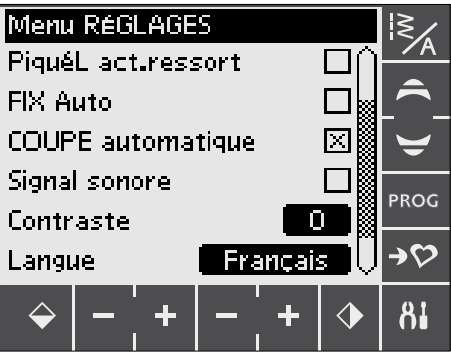 Menu RéGLAGES
PiquéL act.ressort
FIX Auto
COUPE automatique
Signal sonore
Contraste 0
Langue Français
A
PROG